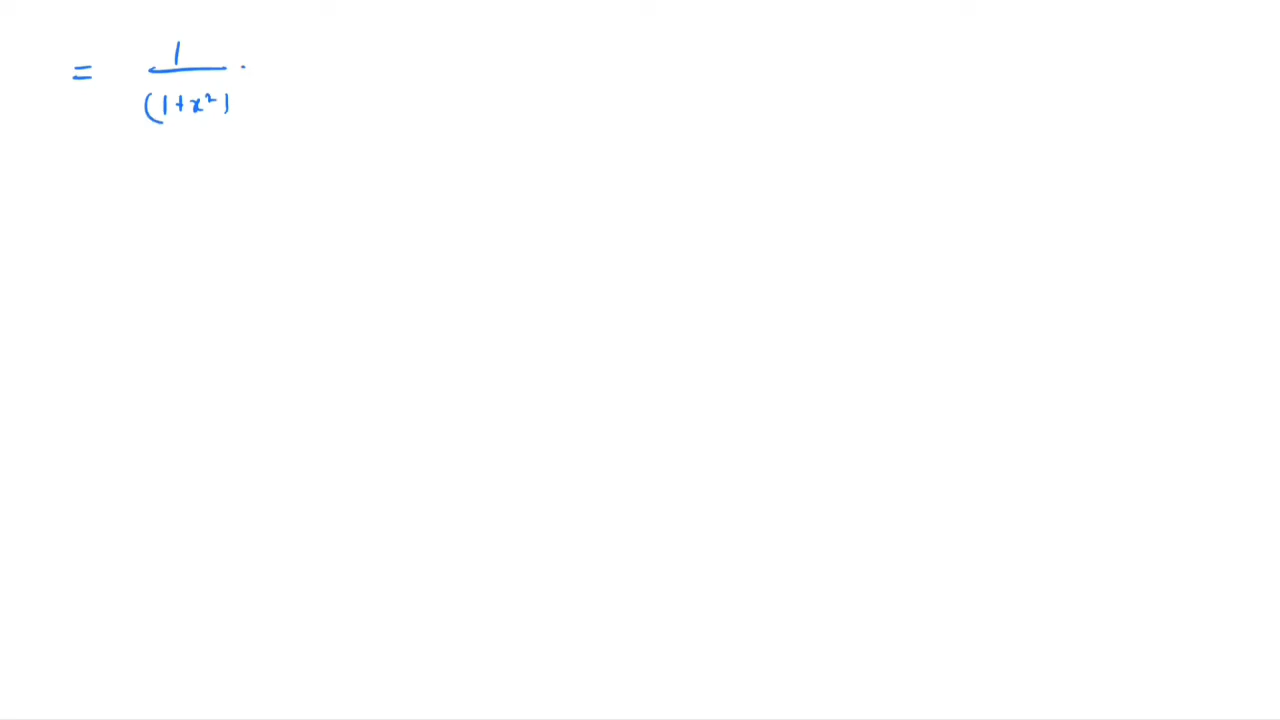 = 1/(1+x²) ·